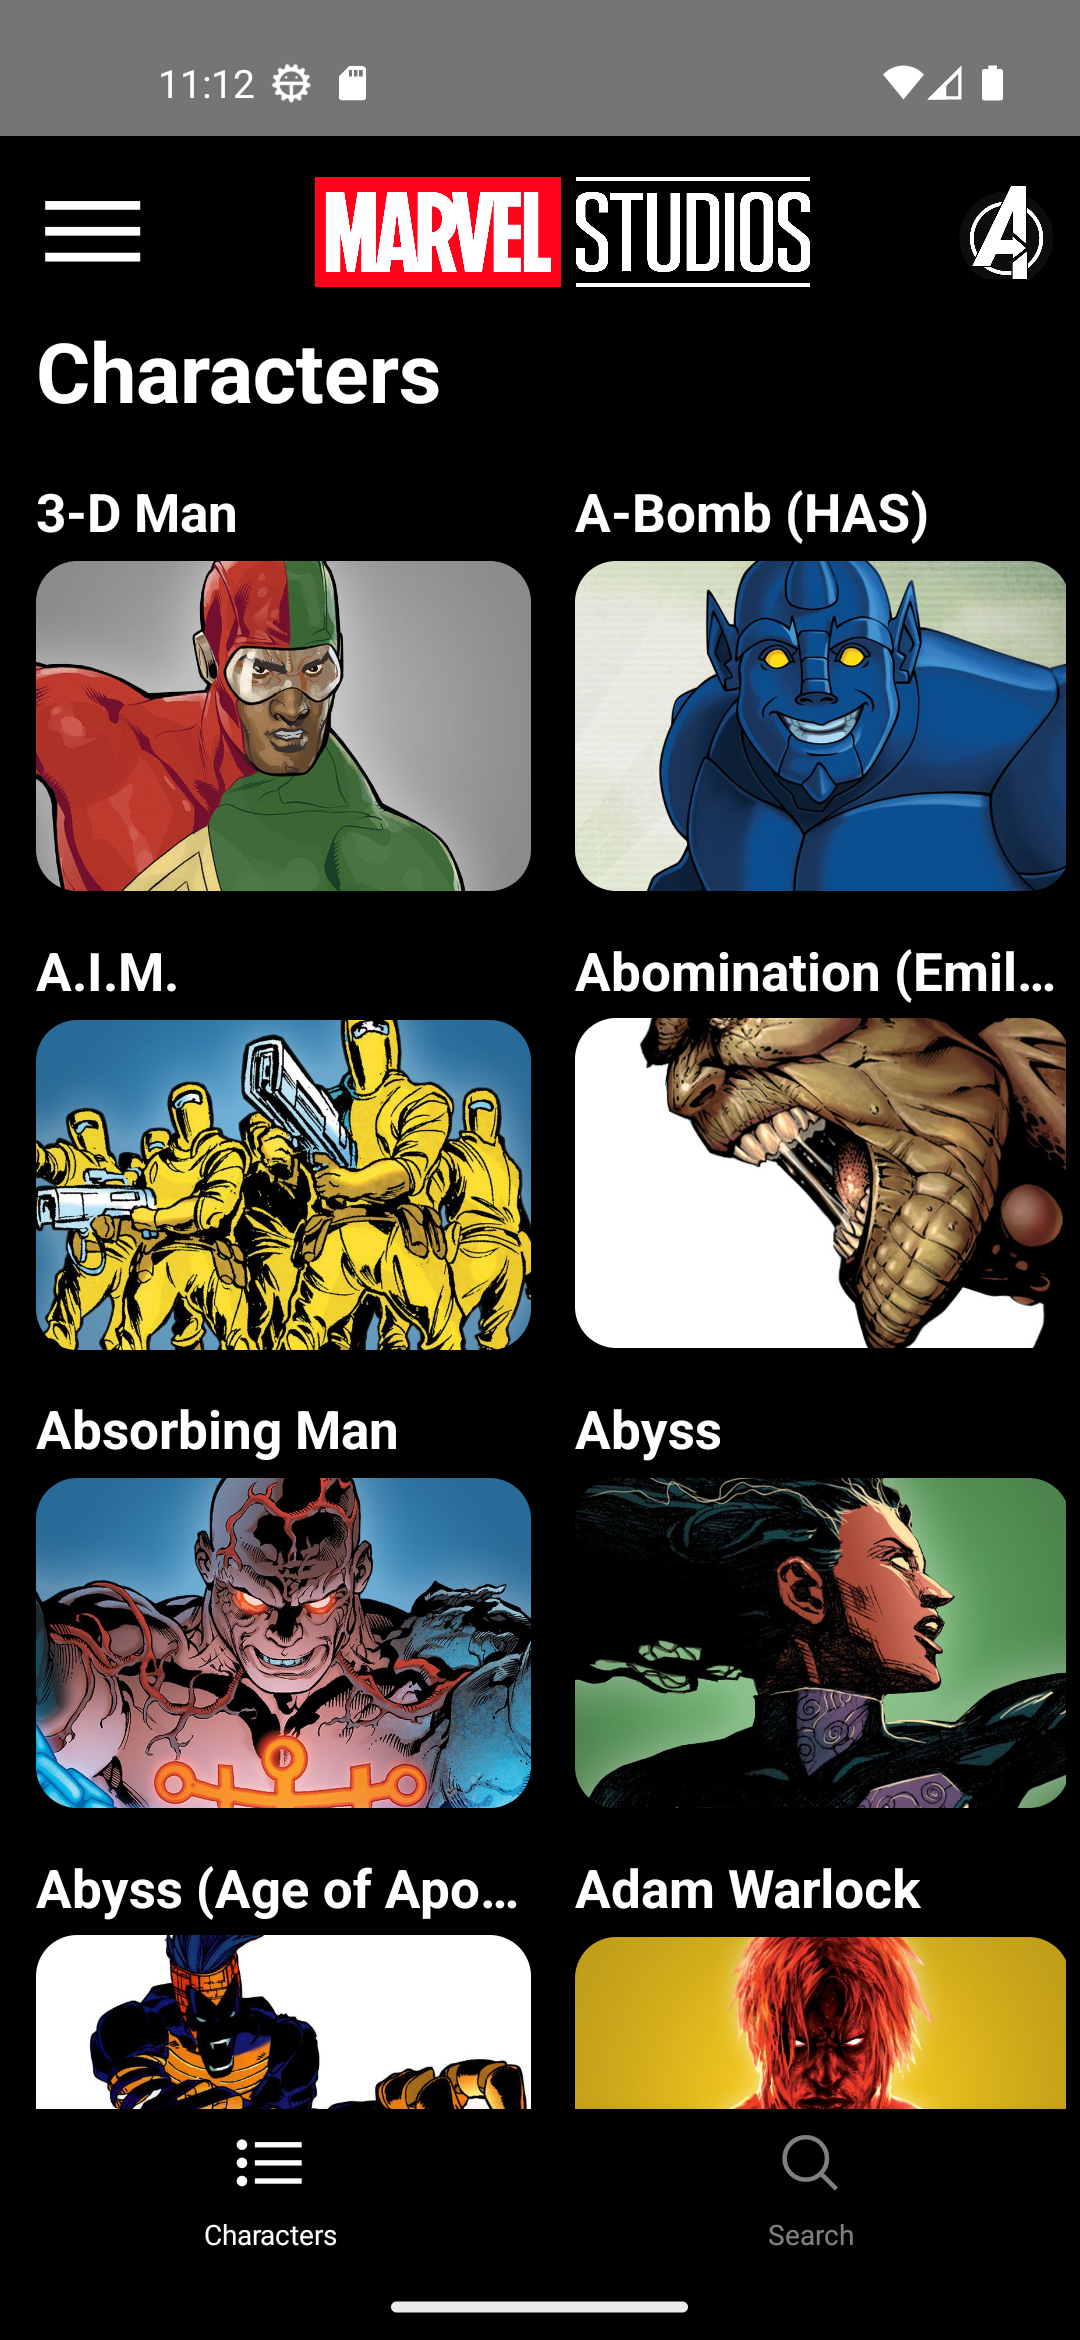 11:12
MARVEL STUDIOS
Characters
3-D Man
A-Bomb (HAS)
A.I.M.
Abomination (Emil...
Absorbing Man
Abyss
Abyss (Age of Apo...
Adam Warlock
Characters
Search